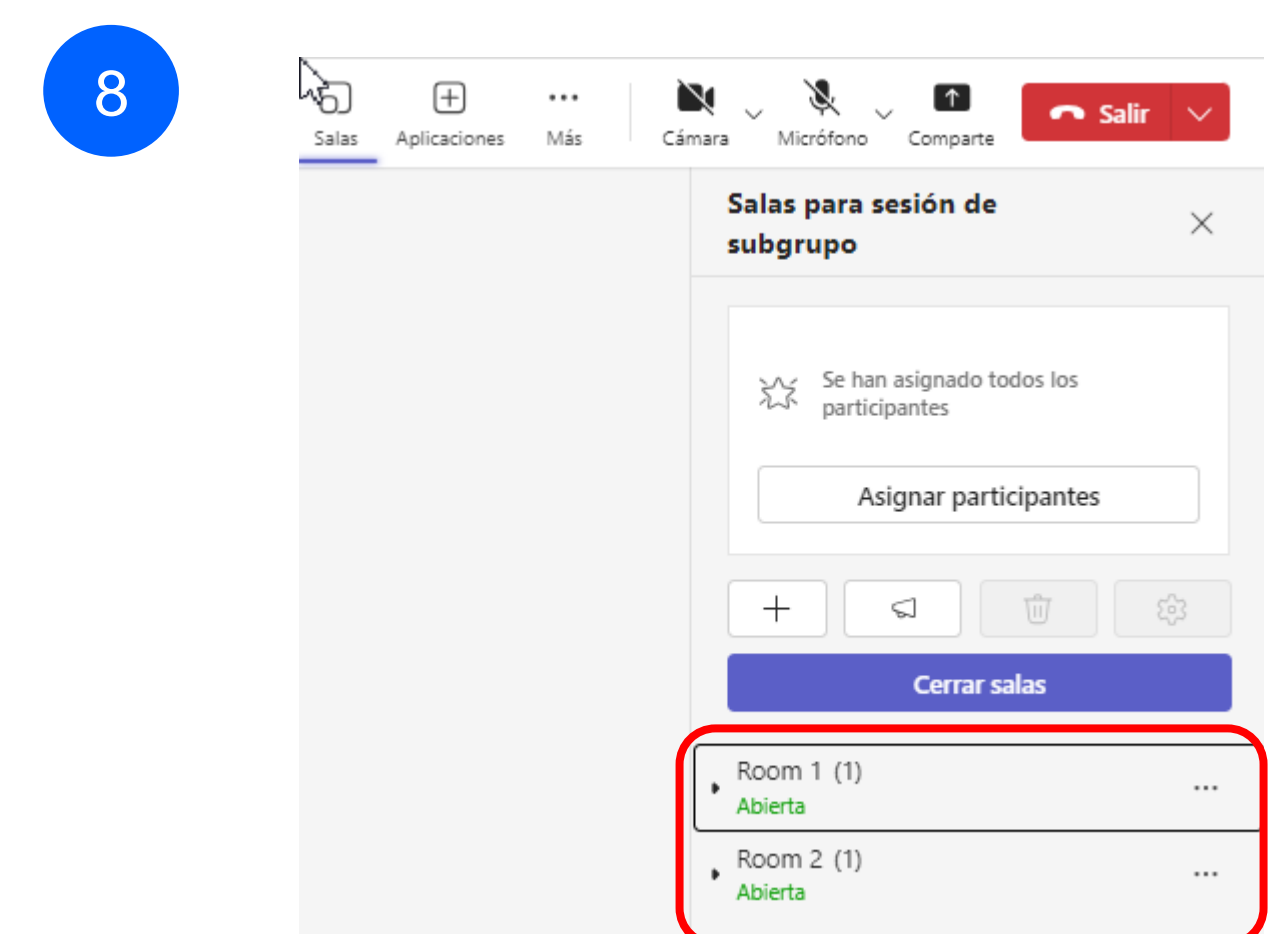 8
Salas
Aplicaciones
Más
Cámara
Micrófono
Comparte
Salir
Salas para sesión de
subgrupo
Se han asignado todos los
participantes
Asignar participantes
Cerrar salas
Room 1 (1)
Abierta
Room 2 (1)
Abierta